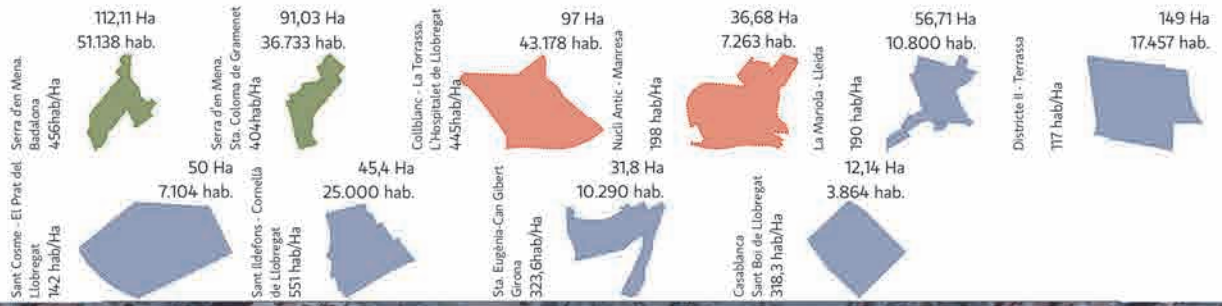 Serra d'en Mena.
Badalona
456hab/Ha
112,11 Ha
51.138 hab.
Serra d'en Mena.
Sta. Coloma de Gramenet
404hab/Ha
91,03 Ha
36.733 hab.
Collblanc - La Torrassa.
L'Hospitalet de Llobregat
445hab/Ha
97 Ha
43.178 hab.
Nucli Antic - Manresa
198 hab/Ha
36,68 Ha
7.263 hab.
La Mariola - Lleida
190 hab/Ha
56,71 Ha
10.800 hab.
Districte II - Terrassa
117 hab/Ha
149 Ha
17.457 hab.
Sant Cosme - El Prat del
Llobregat
142 hab/Ha
50 Ha
7.104 hab.
Sant Ildefons - Cornellà
de Llobregat
551 hab/Ha
45,4 Ha
25.000 hab.
Sta. Eugènia-Can Gibert
Girona
323,6hab/Ha
31,8 Ha
10.290 hab.
Casablanca
Sant Boi de Llobregat
318,3 hab/Ha
12,14 Ha
3.864 hab.